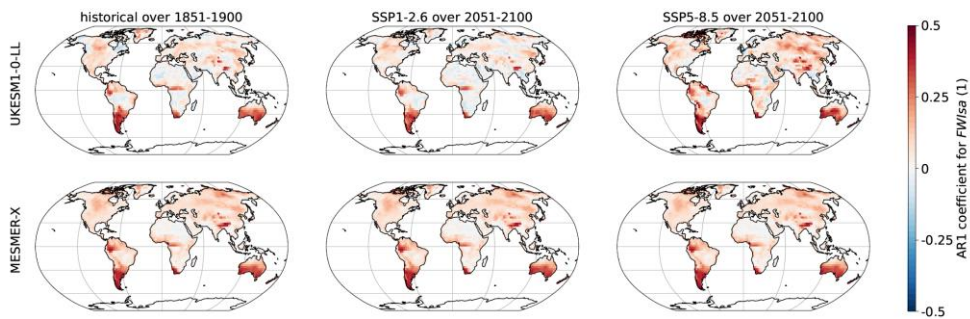 historical over 1851-1900
SSP1-2.6 over 2051-2100
SSP5-8.5 over 2051-2100
UKESM1-0-LL
MESMER-X
0.5
0.25
0
-0.25
-0.5
AR1 coefficient for FWIsa (1)